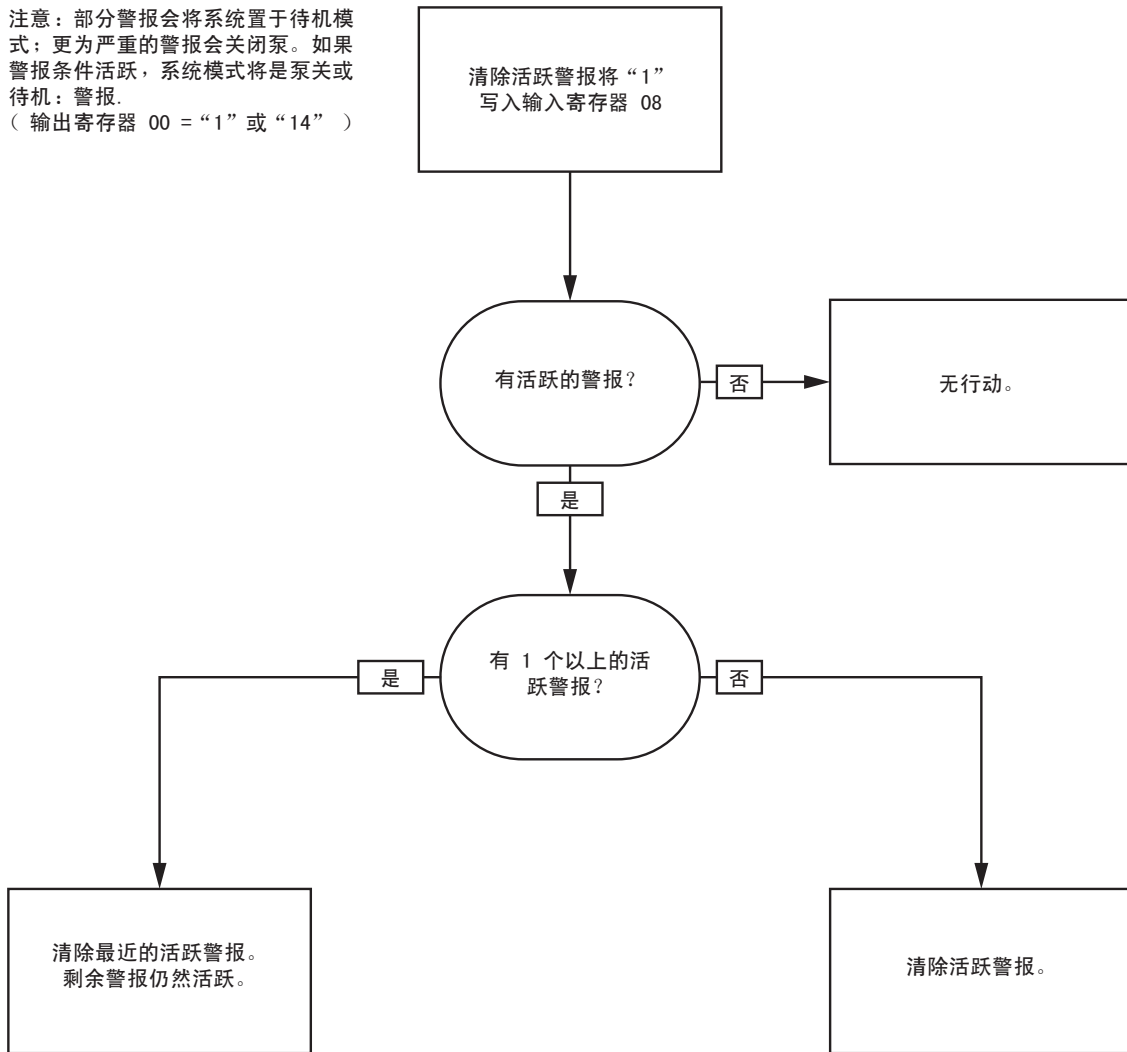 注意：部分警报会将系统置于待机模
式；更为严重的警报会关闭泵。如果
警报条件活跃，系统模式将是泵关或
待机：警报.
（ 输出寄存器 00 =“1”或“14” ）
清除活跃警报将“1”
写入输入寄存器 08
有活跃的警报？
否
无行动。
是
有 1 个以上的活
跃警报？
是
否
清除最近的活跃警报。
剩余警报仍然活跃。
清除活跃警报。